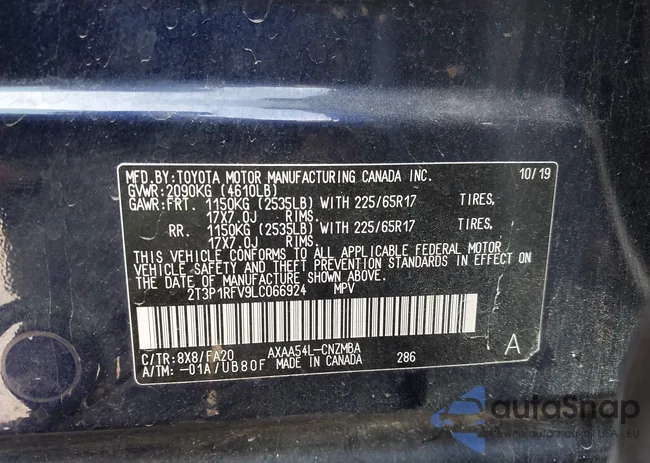 MFD.BY:TOYOTA MOTOR MANUFACTURING CANADA INC. 10/19
GVWR:2090KG (4610LB)
GAWR:FRT. 1150KG (2535LB) WITH 225/65R17 TIRES,
17X7.0J RIMS.
RR. 1150KG (2535LB) WITH 225/65R17 TIRES,
17X7.0J RIMS.
THIS VEHICLE CONFORMS TO ALL APPLICABLE FEDERAL MOTOR
VEHICLE SAFETY AND THEFT PREVENTION STANDARDS IN EFFECT ON
THE DATE OF MANUFACTURE SHOWN ABOVE.
2T3P1RFV9LC066924 MPV
C/TR:8X8/FA20 AXAA54L-CNZMBA A
A/TM: -01A/UB80F MADE IN CANADA 286
autoSnap